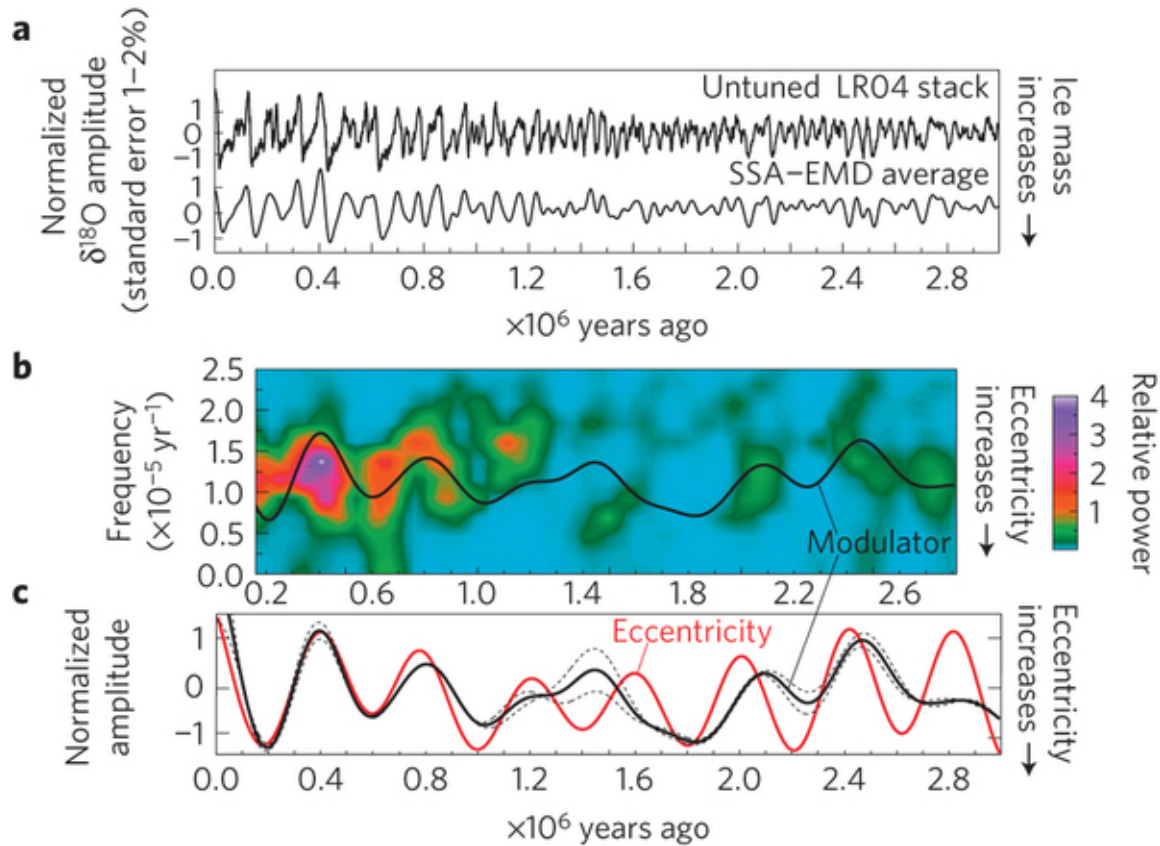 a
Normalized
δ¹⁸O amplitude
(standard error 1–2%)
1
0
−1
1
0
−1
Untuned LR04 stack
SSA–EMD average
Ice mass
increases
0.0 0.4 0.8 1.2 1.6 2.0 2.4 2.8
×10⁶ years ago
b
Frequency
(×10⁻⁵ yr⁻¹)
2.5
2.0
1.5
1.0
0.5
0.0
Modulator
Eccentricity
increases
4
3
2
1
Relative power
0.2 0.6 1.0 1.4 1.8 2.2 2.6
c
Normalized
amplitude
1
0
−1
Eccentricity
Eccentricity
increases
0.0 0.4 0.8 1.2 1.6 2.0 2.4 2.8
×10⁶ years ago